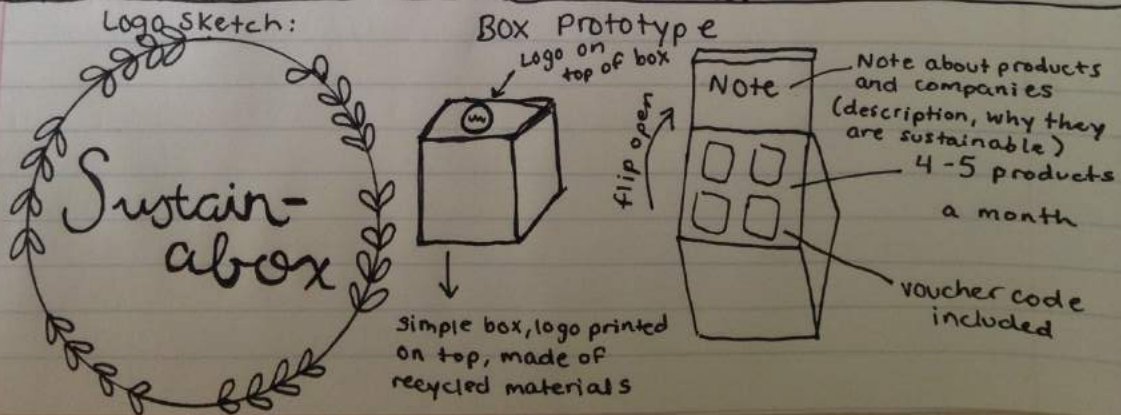 Logo sketch:
Sustain-
abox
Box Prototype
Logo on
top of box
simple box, logo printed
on top, made of
recycled materials
flip open
Note
Note about products
and companies
(description, why they
are sustainable)
4-5 products
a month
voucher code
included